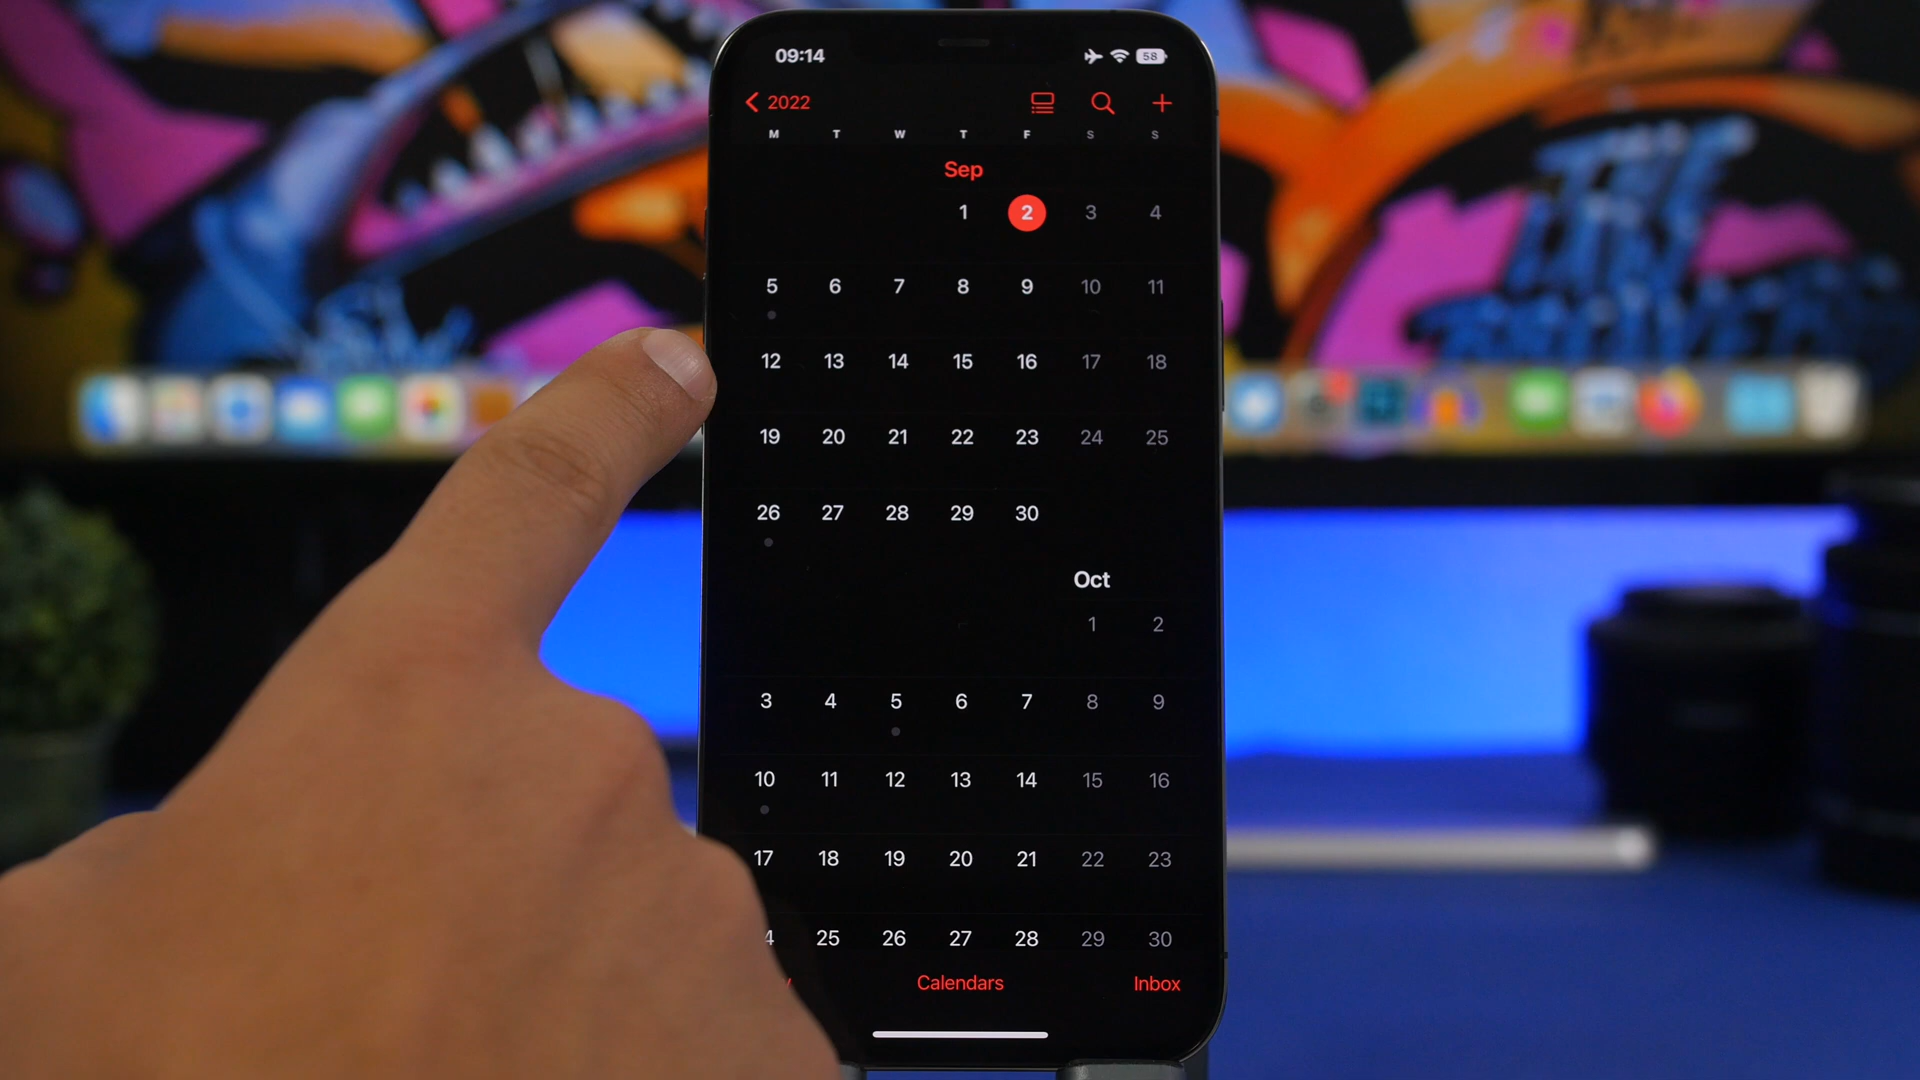 09:14 58
2022
M T W T F S S
Sep
1 2 3 4
5 6 7 8 9 10 11
12 13 14 15 16 17 18
19 20 21 22 23 24 25
26 27 28 29 30
Oct
1 2
3 4 5 6 7 8 9
10 11 12 13 14 15 16
17 18 19 20 21 22 23
4 25 26 27 28 29 30
Calendars Inbox